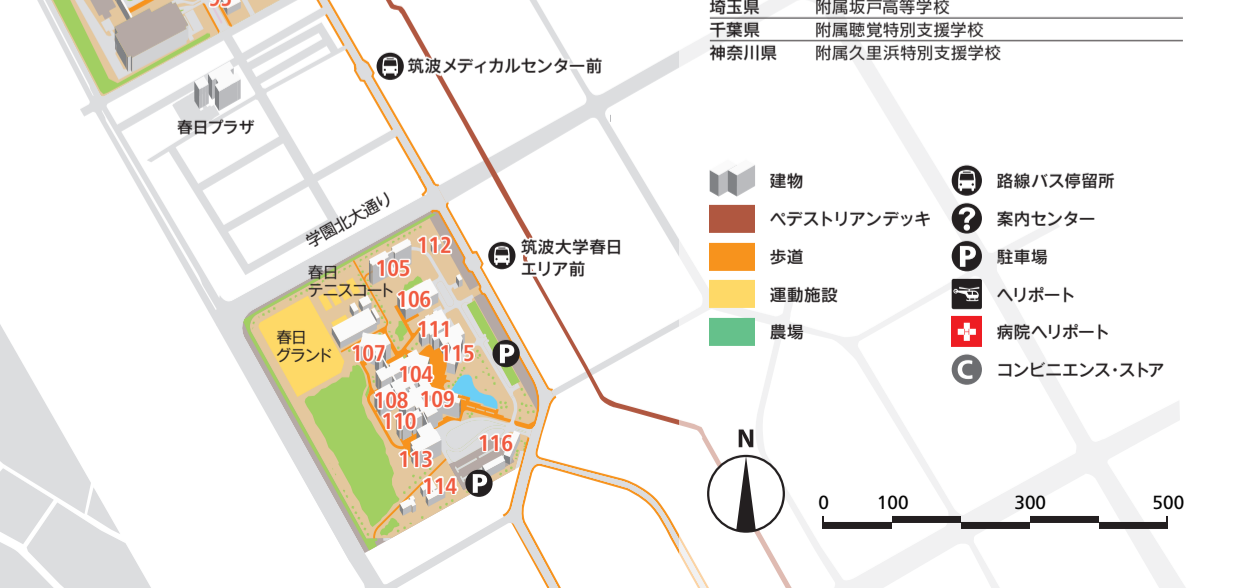 埼玉県 附属坂戸高等学校
千葉県 附属聴覚特別支援学校
神奈川県 附属久里浜特別支援学校
筑波メディカルセンター前
春日プラザ
学園北大通り
筑波大学春日
エリア前
春日
テニスコート
春日
グランド
112
105
106
111
107
115
104
108
109
110
116
113
114
P
P
建物
ペデストリアンデッキ
歩道
運動施設
農場
路線バス停留所
? 案内センター
P 駐車場
ヘリポート
病院ヘリポート
C コンビニエンス・ストア
N
0 100 300 500